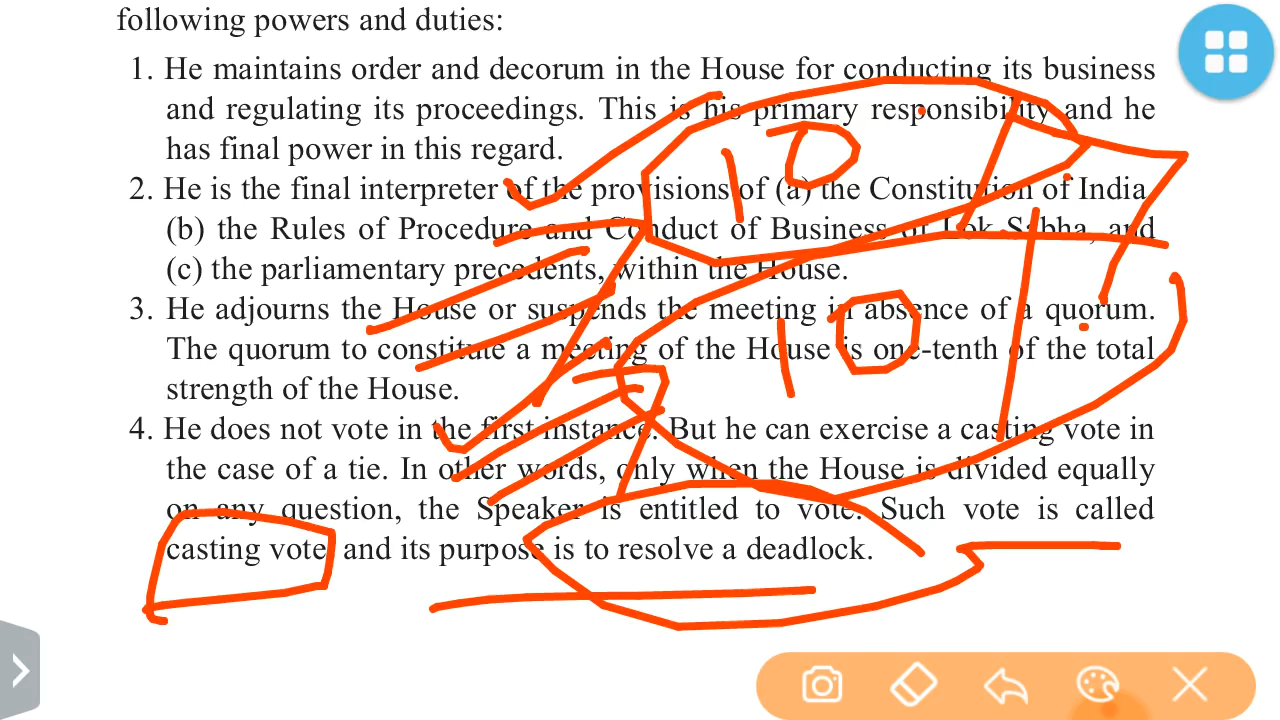 following powers and duties:
1. He maintains order and decorum in the House for conducting its business
and regulating its proceedings. This is his primary responsibility and he
has final power in this regard.
2. He is the final interpreter of the provisions of (a) the Constitution of India,
(b) the Rules of Procedure and Conduct of Business of Lok Sabha, and
(c) the parliamentary precedents, within the House.
3. He adjourns the House or suspends the meeting in absence of a quorum.
The quorum to constitute a meeting of the House is one-tenth of the total
strength of the House.
4. He does not vote in the first instance. But he can exercise a casting vote in
the case of a tie. In other words, only when the House is divided equally
on any question, the Speaker is entitled to vote. Such vote is called
casting vote, and its purpose is to resolve a deadlock.
10
10